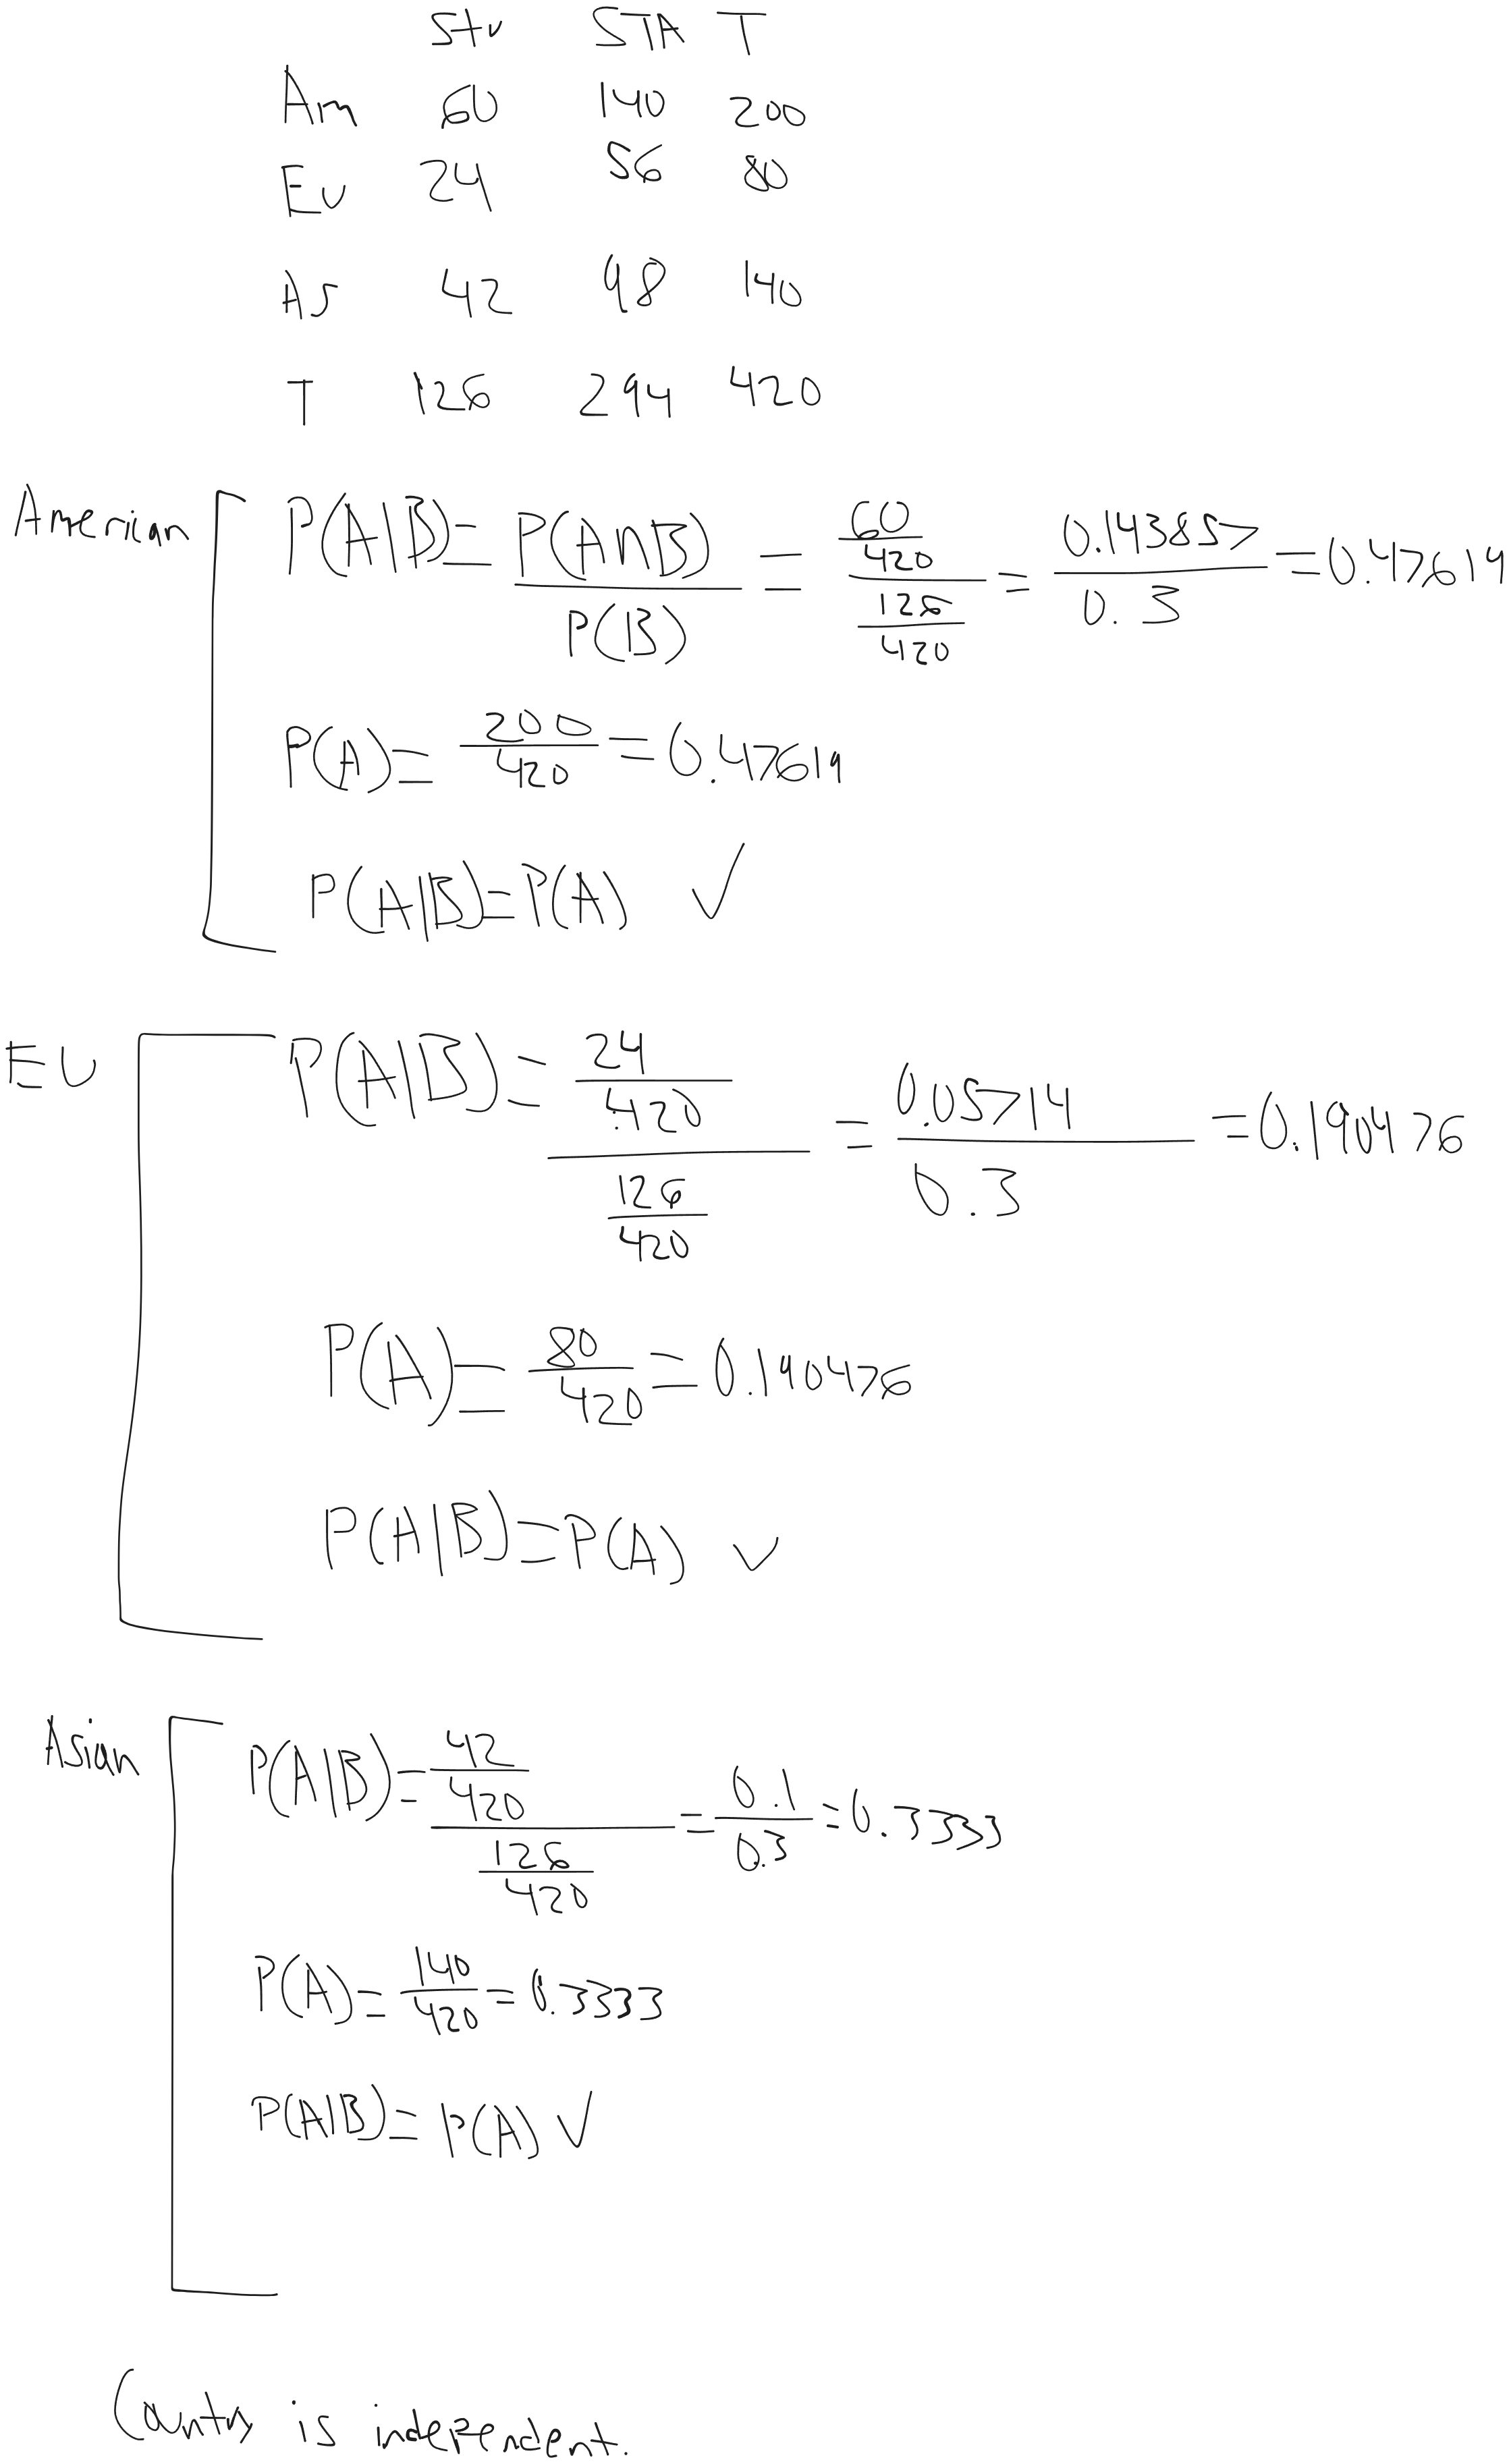 Stu STA T
Am 60 140 200
Eu 24 56 80
As 42 98 140
T 126 294 420
American P(A|B) = P(A∩B) / P(B) = (60/420) / (126/420) = 0.142857 / 0.3 = 0.47619
P(A) = 200/420 = 0.47619
P(A|B) = P(A) ✓
EU P(A|B) = (24/420) / (126/420) = 0.05714 / 0.3 = 0.190476
P(A) = 80/420 = 0.190476
P(A|B) = P(A) ✓
Asian P(A|B) = (42/420) / (126/420) = 0.1 / 0.3 = 0.3333
P(A) = 140/420 = 0.3333
P(A|B) = P(A) ✓
Country is independent.